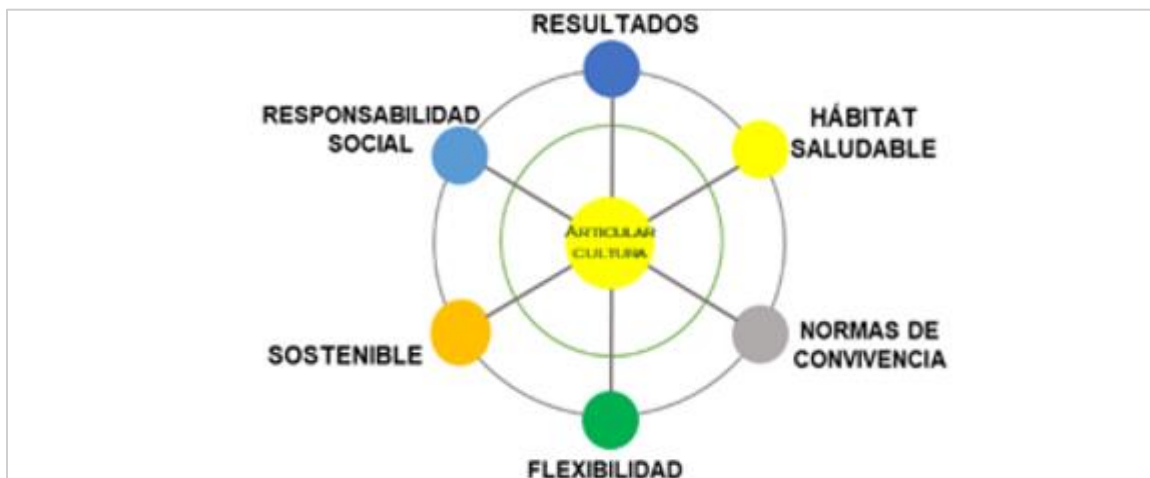 RESULTADOS
HÁBITAT
SALUDABLE
NORMAS DE
CONVIVENCIA
FLEXIBILIDAD
SOSTENIBLE
RESPONSABILIDAD
SOCIAL
ARTICULAR
CULTURA